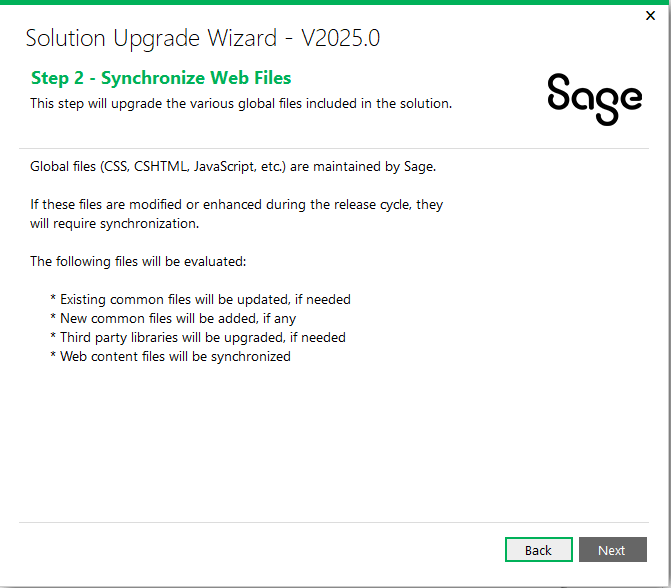 Solution Upgrade Wizard - V2025.0
Step 2 - Synchronize Web Files
This step will upgrade the various global files included in the solution.
Sage
Global files (CSS, CSHTML, JavaScript, etc.) are maintained by Sage.
If these files are modified or enhanced during the release cycle, they
will require synchronization.
The following files will be evaluated:
* Existing common files will be updated, if needed
* New common files will be added, if any
* Third party libraries will be upgraded, if needed
* Web content files will be synchronized
Back
Next